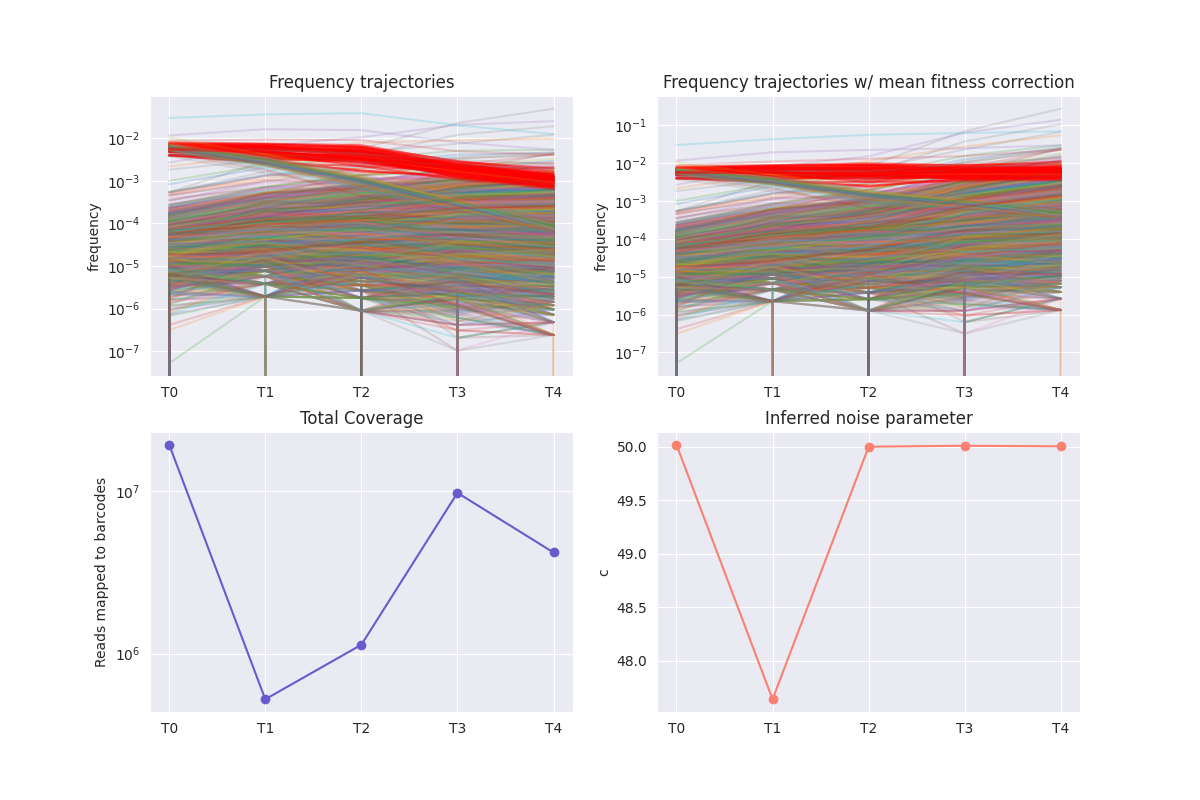 Frequency trajectories
frequency
10⁻²
10⁻³
10⁻⁴
10⁻⁵
10⁻⁶
10⁻⁷
T0 T1 T2 T3 T4
Frequency trajectories w/ mean fitness correction
frequency
10⁻¹
10⁻²
10⁻³
10⁻⁴
10⁻⁵
10⁻⁶
10⁻⁷
T0 T1 T2 T3 T4
Total Coverage
Reads mapped to barcodes
10⁷
10⁶
T0 T1 T2 T3 T4
Inferred noise parameter
c
50.0
49.5
49.0
48.5
48.0
T0 T1 T2 T3 T4